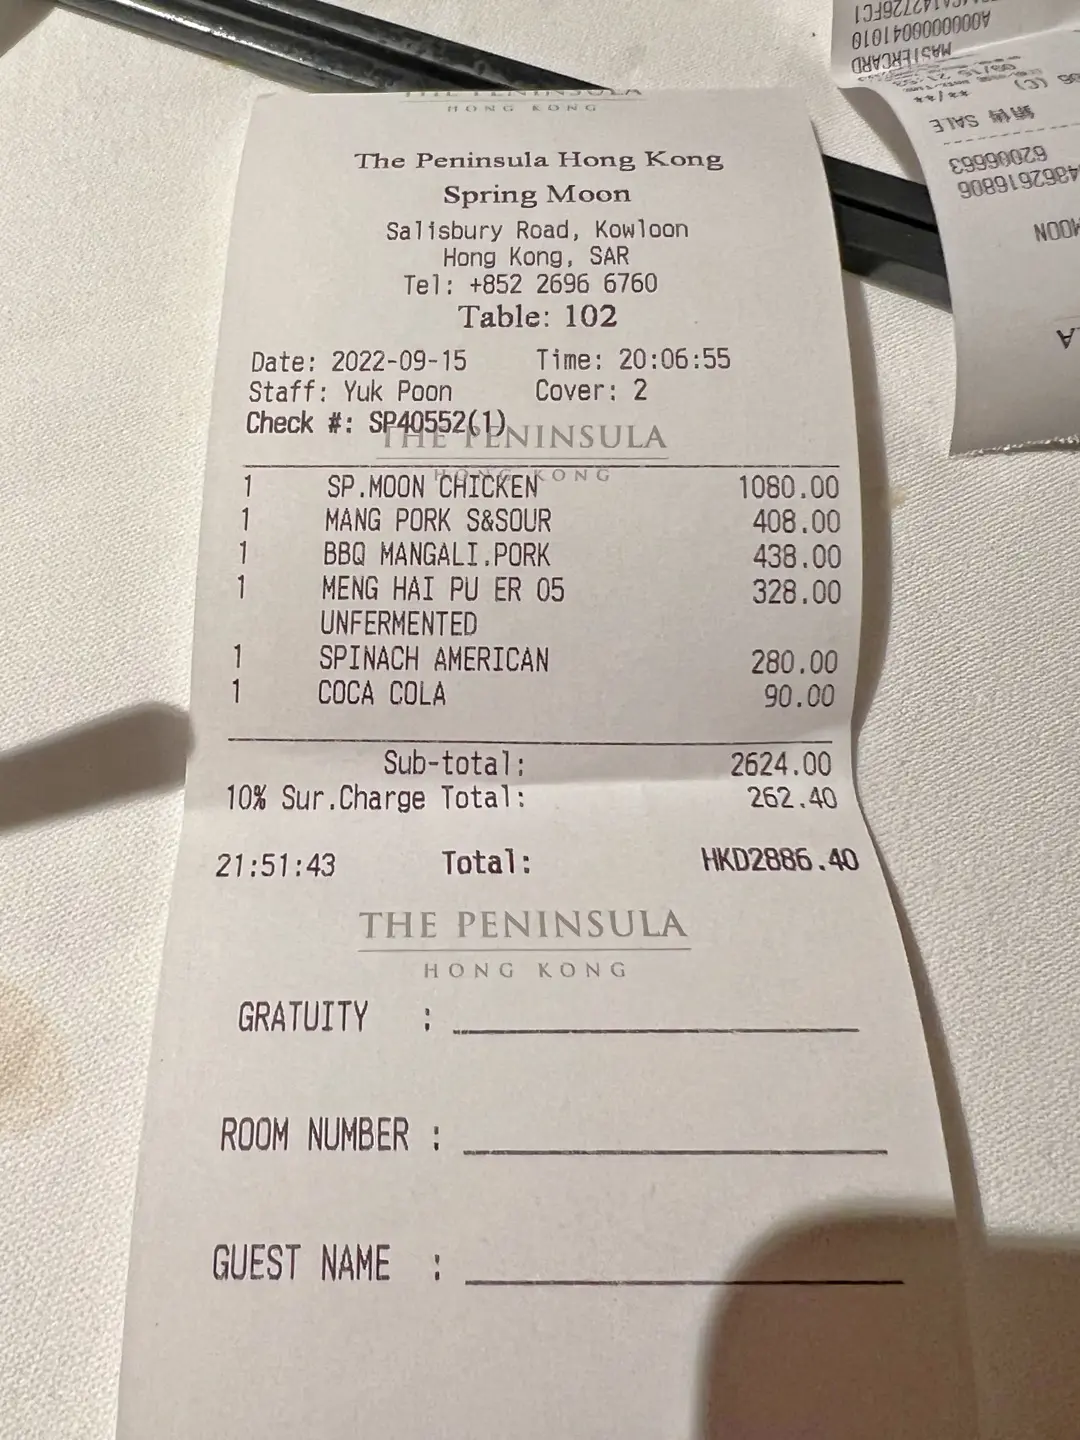 THE PENINSULA
HONG KONG
The Peninsula Hong Kong
Spring Moon
Salisbury Road, Kowloon
Hong Kong, SAR
Tel: +852 2696 6760
Table: 102
Date: 2022-09-15 Time: 20:06:55
Staff: Yuk Poon Cover: 2
Check #: SP40552(1)
THE PENINSULA
HONG KONG
1 SP.MOON CHICKEN 1080.00
1 MANG PORK S&SOUR 408.00
1 BBQ MANGALI.PORK 438.00
1 MENG HAI PU ER 05 328.00
UNFERMENTED
1 SPINACH AMERICAN 280.00
1 COCA COLA 90.00
Sub-total: 2624.00
10% Sur.Charge Total: 262.40
21:51:43 Total: HKD2886.40
THE PENINSULA
HONG KONG
GRATUITY :
ROOM NUMBER :
GUEST NAME :
MOON
62006663
銷售 SALE
**/**
MASTERCARD
A0000000041010